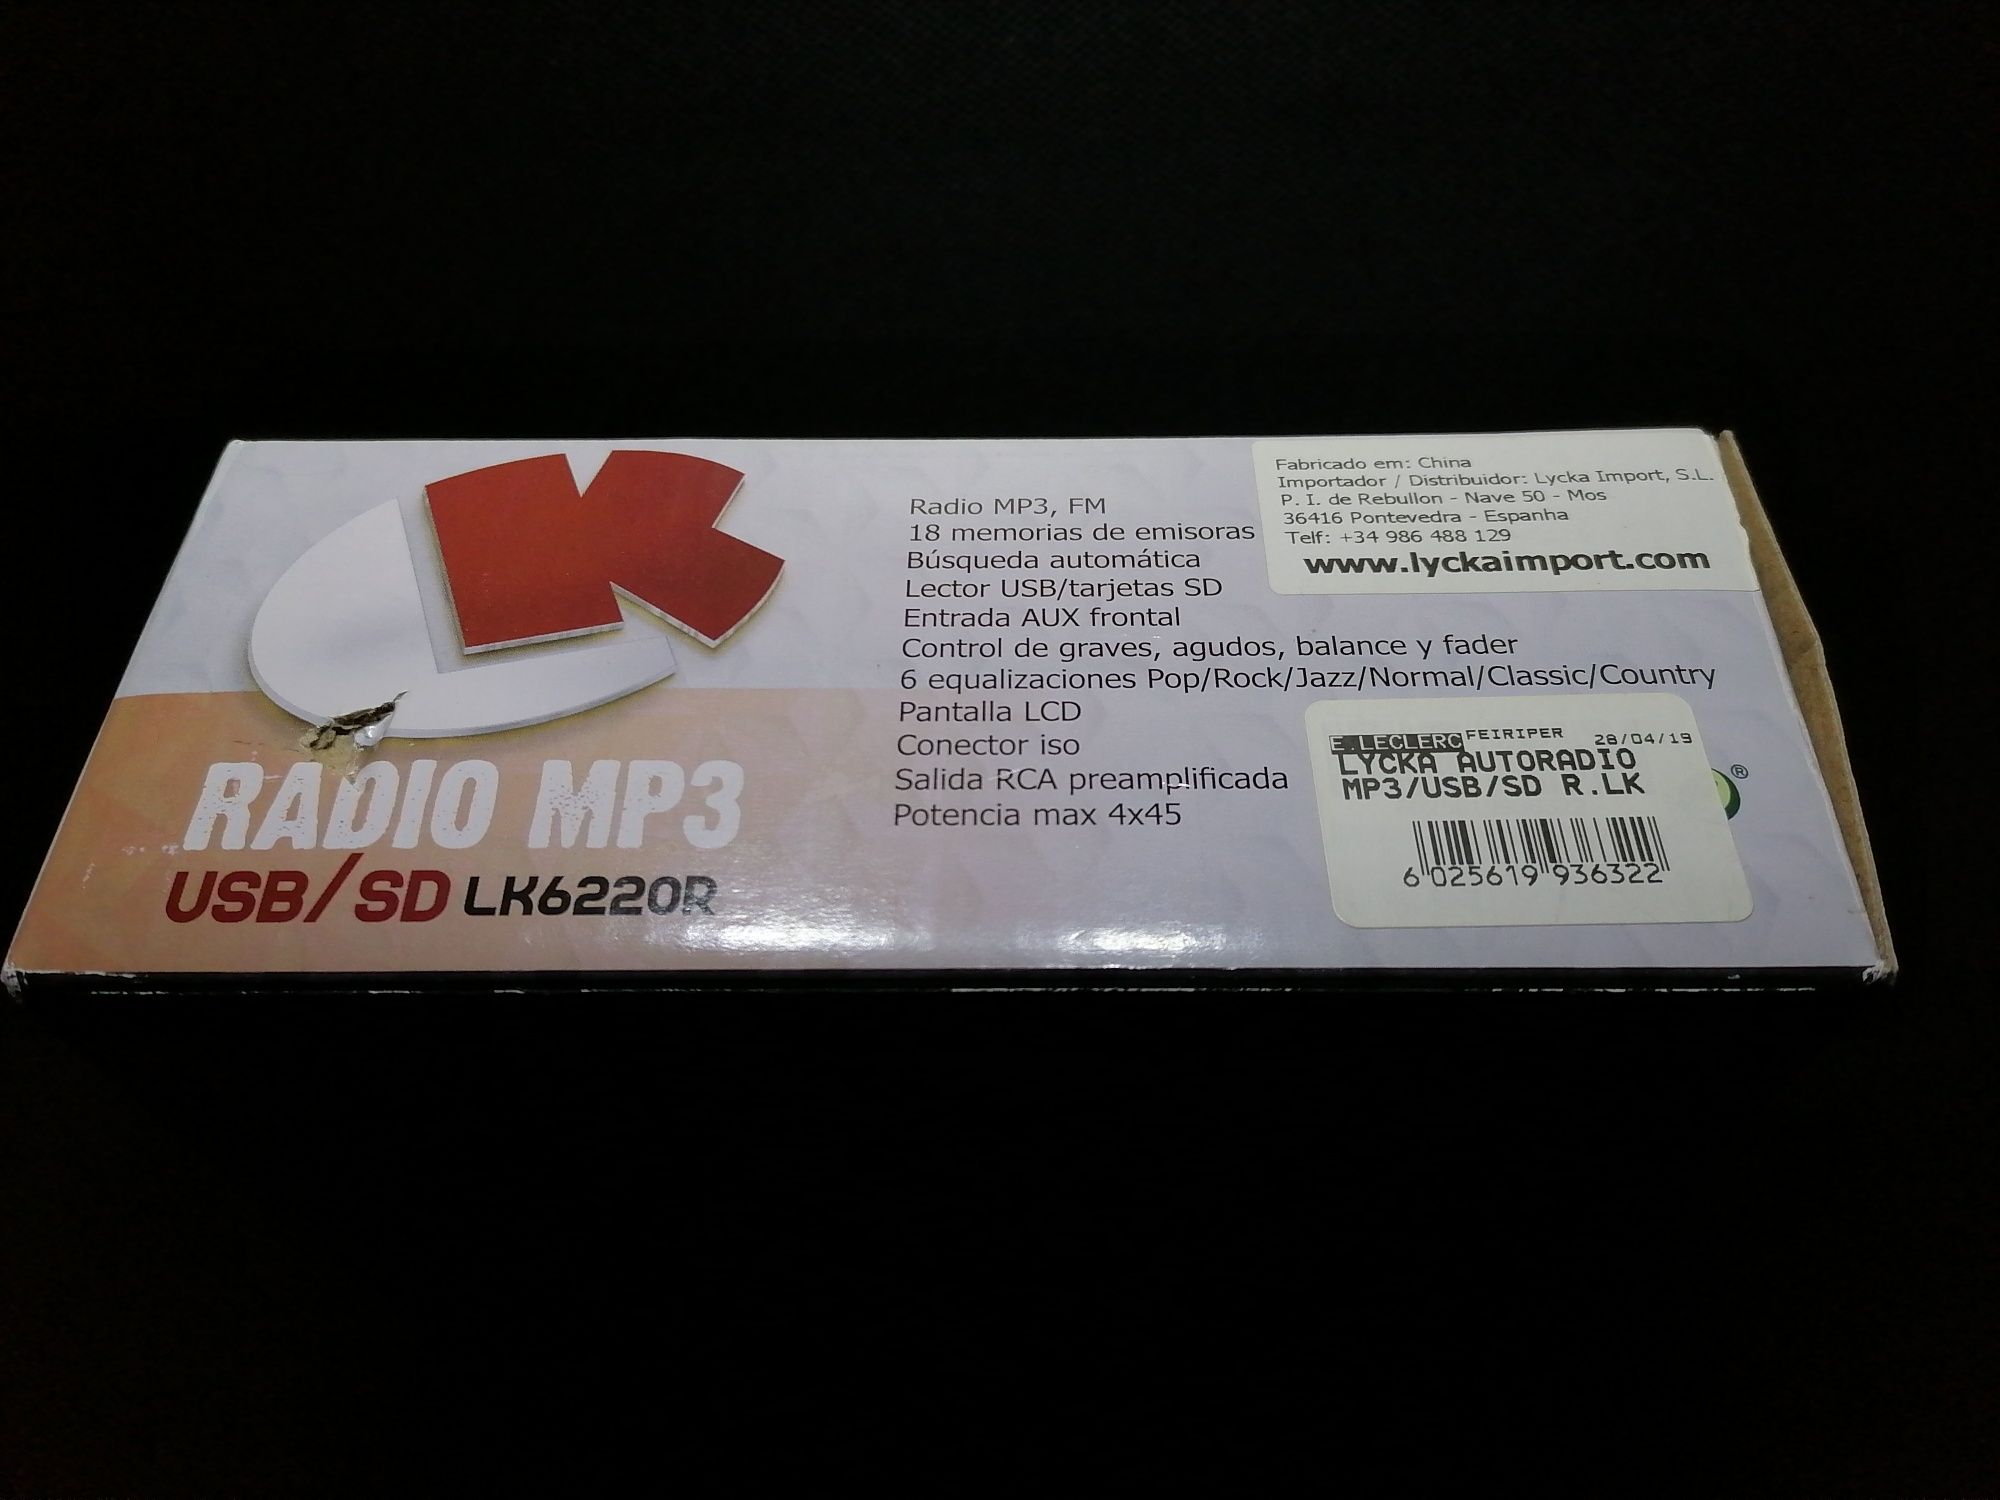 LK
RADIO MP3
USB/SD LK6220R
Radio MP3, FM
18 memorias de emisoras
Búsqueda automática
Lector USB/tarjetas SD
Entrada AUX frontal
Control de graves, agudos, balance y fader
6 equalizaciones Pop/Rock/Jazz/Normal/Classic/Country
Pantalla LCD
Conector iso
Salida RCA preamplificada
Potencia max 4x45
Fabricado em: China
Importador / Distribuidor: Lycka Import, S.L.
P. I. de Rebullon - Nave 50 - Mos
36416 Pontevedra - Espanha
Telf: +34 986 488 129
www.lyckaimport.com
E.LECLERC FEIRIPER 28/04/19
LYCKA AUTORADIO
MP3/USB/SD R.LK
6 025619 936322
®